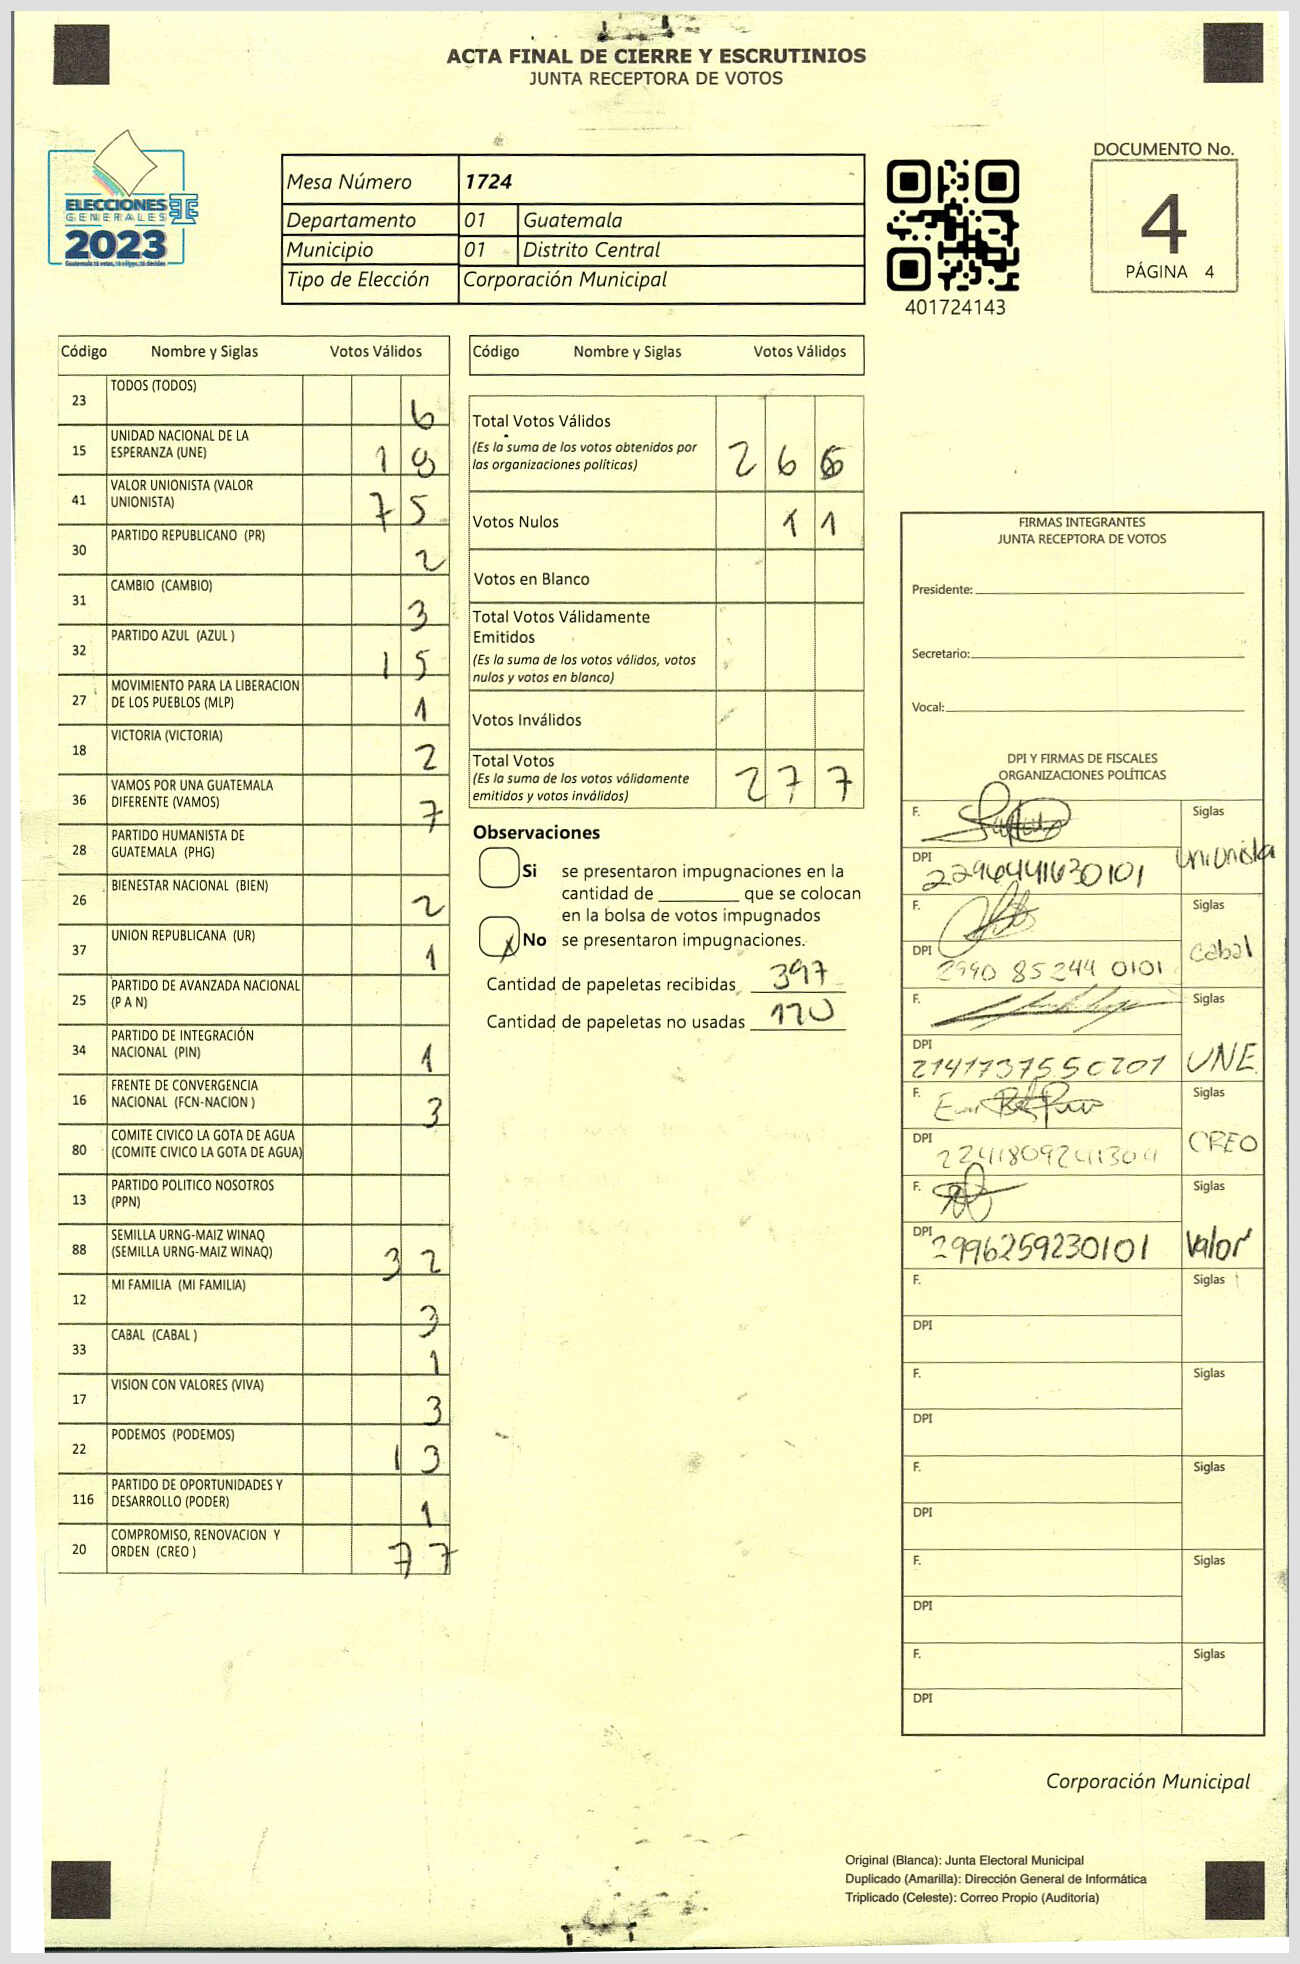 ACTA FINAL DE CIERRE Y ESCRUTINIOS
JUNTA RECEPTORA DE VOTOS
ELECCIONES
GENERALES
2023
Mesa Número 1724
Departamento 01 Guatemala
Municipio 01 Distrito Central
Tipo de Elección Corporación Municipal
401724143
DOCUMENTO No.
4
PÁGINA 4
Código Nombre y Siglas Votos Válidos
23 TODOS (TODOS) 6
15 UNIDAD NACIONAL DE LA
ESPERANZA (UNE) 18
41 VALOR UNIONISTA (VALOR
UNIONISTA) 75
30 PARTIDO REPUBLICANO (PR) 2
31 CAMBIO (CAMBIO) 3
32 PARTIDO AZUL (AZUL ) 15
27 MOVIMIENTO PARA LA LIBERACION
DE LOS PUEBLOS (MLP) 1
18 VICTORIA (VICTORIA) 2
36 VAMOS POR UNA GUATEMALA
DIFERENTE (VAMOS) 7
28 PARTIDO HUMANISTA DE
GUATEMALA (PHG)
26 BIENESTAR NACIONAL (BIEN) 2
37 UNION REPUBLICANA (UR) 1
25 PARTIDO DE AVANZADA NACIONAL
(P A N)
34 PARTIDO DE INTEGRACIÓN
NACIONAL (PIN) 1
16 FRENTE DE CONVERGENCIA
NACIONAL (FCN-NACION ) 3
80 COMITE CIVICO LA GOTA DE AGUA
(COMITE CIVICO LA GOTA DE AGUA)
13 PARTIDO POLITICO NOSOTROS
(PPN)
88 SEMILLA URNG-MAIZ WINAQ
(SEMILLA URNG-MAIZ WINAQ) 32
12 MI FAMILIA (MI FAMILIA) 3
33 CABAL (CABAL ) 1
17 VISION CON VALORES (VIVA) 3
22 PODEMOS (PODEMOS) 13
116 PARTIDO DE OPORTUNIDADES Y
DESARROLLO (PODER) 1
20 COMPROMISO, RENOVACION Y
ORDEN (CREO ) 77
Código Nombre y Siglas Votos Válidos
Total Votos Válidos
(Es la suma de los votos obtenidos por
las organizaciones políticas) 266
Votos Nulos 11
Votos en Blanco
Total Votos Válidamente
Emitidos
(Es la suma de los votos válidos, votos
nulos y votos en blanco)
Votos Inválidos
Total Votos
(Es la suma de los votos válidamente
emitidos y votos inválidos) 277
Observaciones
Si se presentaron impugnaciones en la
cantidad de ________ que se colocan
en la bolsa de votos impugnados
X No se presentaron impugnaciones.
Cantidad de papeletas recibidas 397
Cantidad de papeletas no usadas 120
FIRMAS INTEGRANTES
JUNTA RECEPTORA DE VOTOS
Presidente:
Secretario:
Vocal:
DPI Y FIRMAS DE FISCALES
ORGANIZACIONES POLÍTICAS
F. Siglas
DPI 2296441630101 Unionista
F. Siglas
DPI 2990 85244 0101 Cabal
F. Siglas
DPI 2141737550201 UNE
F. Siglas
DPI 2241809241304 CREO
F. Siglas
DPI 2996259230101 Valor
F. Siglas
DPI
F. Siglas
DPI
F. Siglas
DPI
F. Siglas
DPI
F. Siglas
DPI
Corporación Municipal
Original (Blanca): Junta Electoral Municipal
Duplicado (Amarilla): Dirección General de Informática
Triplicado (Celeste): Correo Propio (Auditoría)